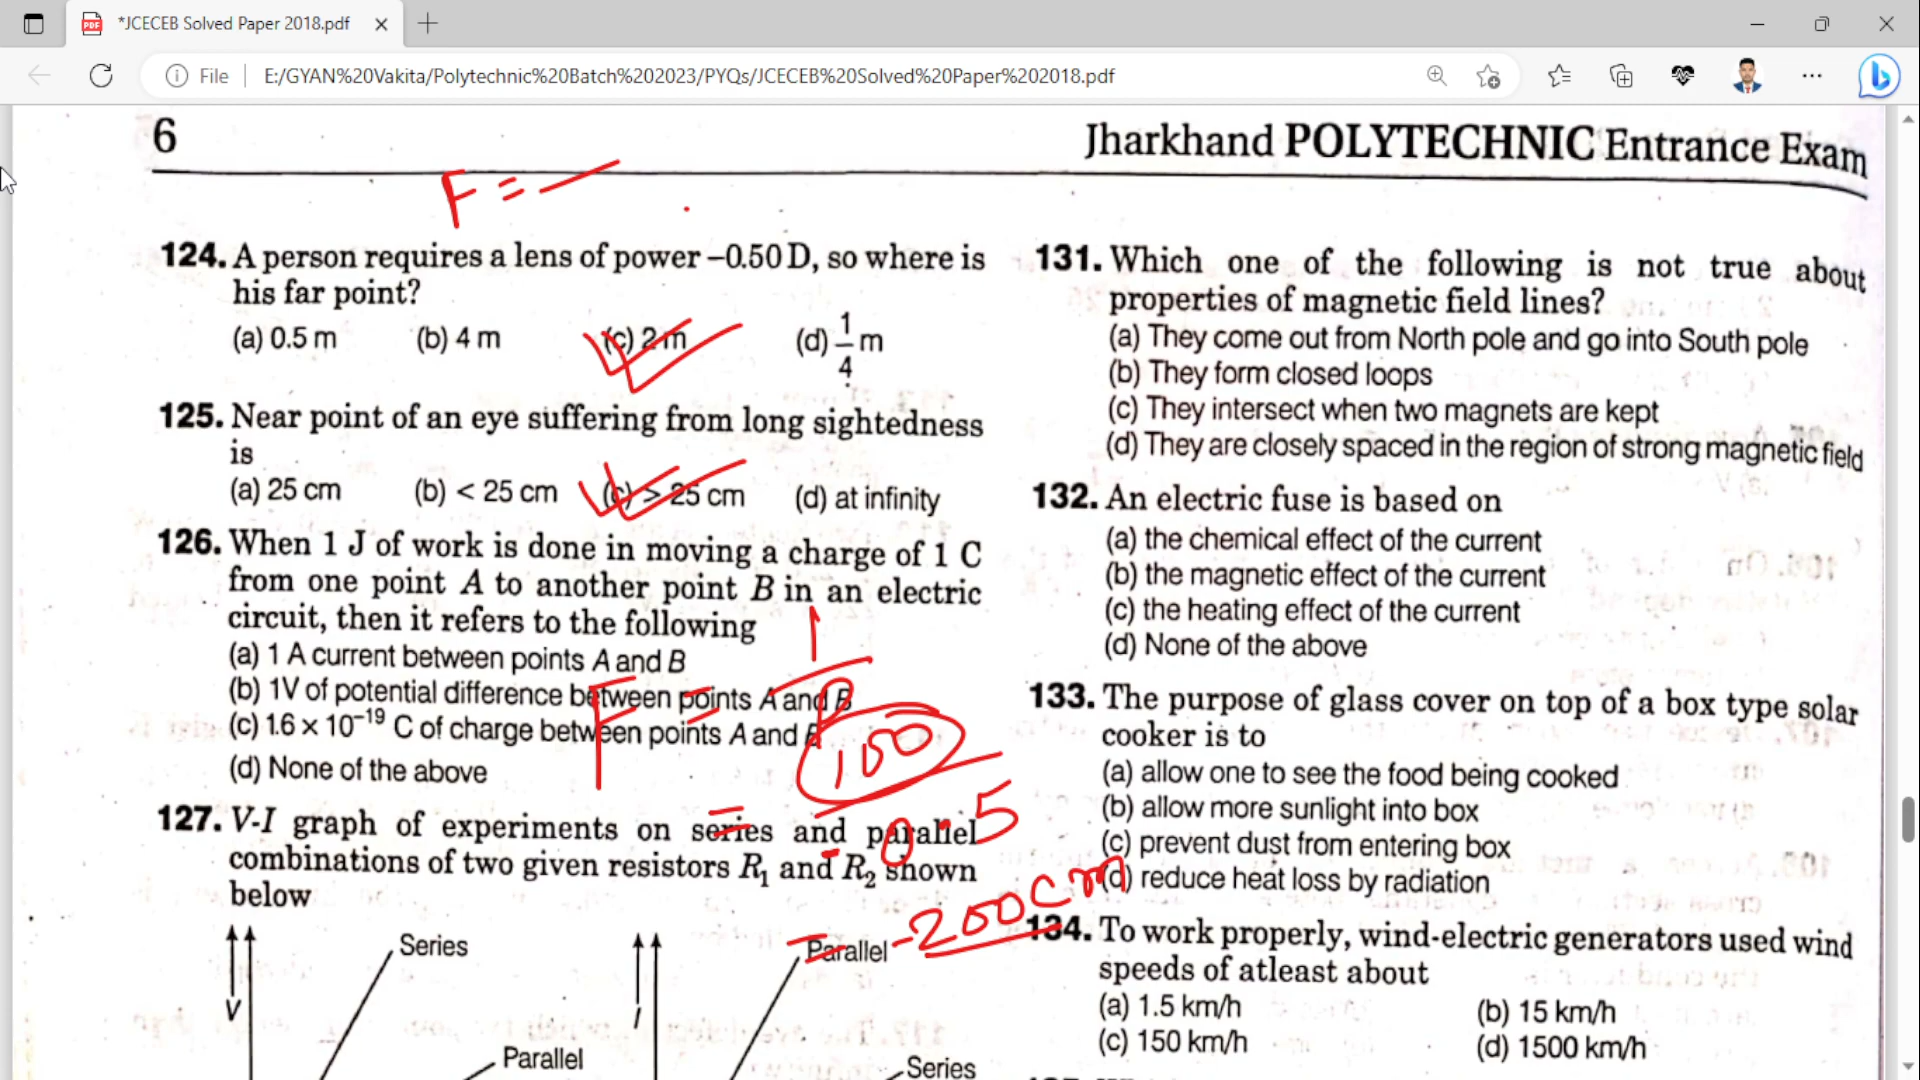 *JCECEB Solved Paper 2018.pdf
File
E:/GYAN%20Vakita/Polytechnic%20Batch%202023/PYQs/JCECEB%20Solved%20Paper%202018.pdf
6
Jharkhand POLYTECHNIC Entrance Exam
F =
124. A person requires a lens of power –0.50 D, so where is
his far point?
(a) 0.5 m (b) 4 m (c) 2 m (d) 1/4 m
125. Near point of an eye suffering from long sightedness
is
(a) 25 cm (b) < 25 cm (c) > 25 cm (d) at infinity
126. When 1 J of work is done in moving a charge of 1 C
from one point A to another point B in an electric
circuit, then it refers to the following
(a) 1 A current between points A and B
(b) 1V of potential difference between points A and B
(c) 1.6 × 10⁻¹⁹ C of charge between points A and B
(d) None of the above
F = 1/P
= 100
- 0.5
= -200cm
127. V-I graph of experiments on series and parallel
combinations of two given resistors R₁ and R₂ shown
below
Series
V
Parallel
Parallel
I
Series
131. Which one of the following is not true about
properties of magnetic field lines?
(a) They come out from North pole and go into South pole
(b) They form closed loops
(c) They intersect when two magnets are kept
(d) They are closely spaced in the region of strong magnetic field
132. An electric fuse is based on
(a) the chemical effect of the current
(b) the magnetic effect of the current
(c) the heating effect of the current
(d) None of the above
133. The purpose of glass cover on top of a box type solar
cooker is to
(a) allow one to see the food being cooked
(b) allow more sunlight into box
(c) prevent dust from entering box
(d) reduce heat loss by radiation
134. To work properly, wind-electric generators used wind
speeds of atleast about
(a) 1.5 km/h (b) 15 km/h
(c) 150 km/h (d) 1500 km/h